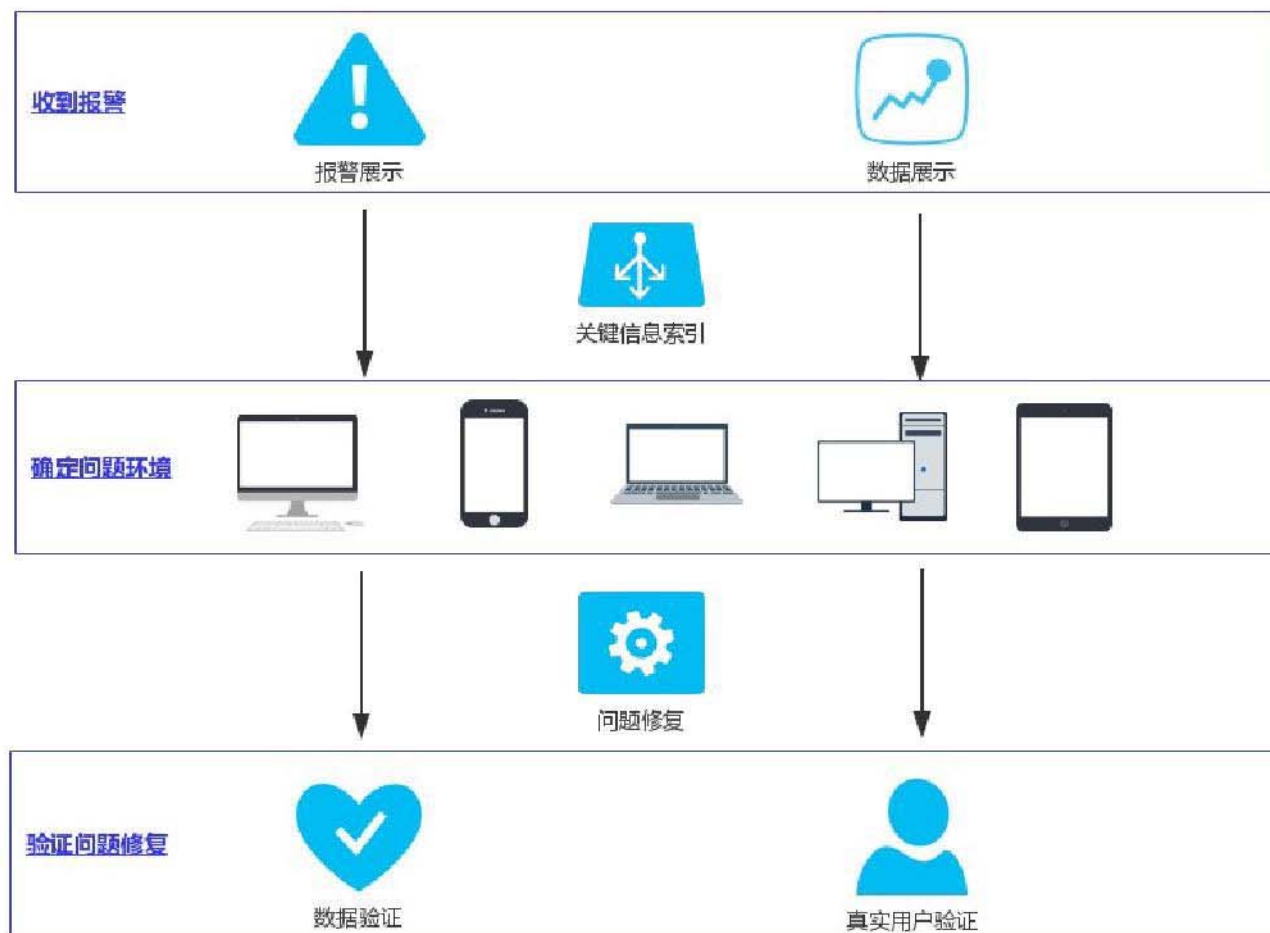 收到报警
报警展示
数据展示
关键信息索引
确定问题环境
问题修复
验证问题修复
数据验证
真实用户验证